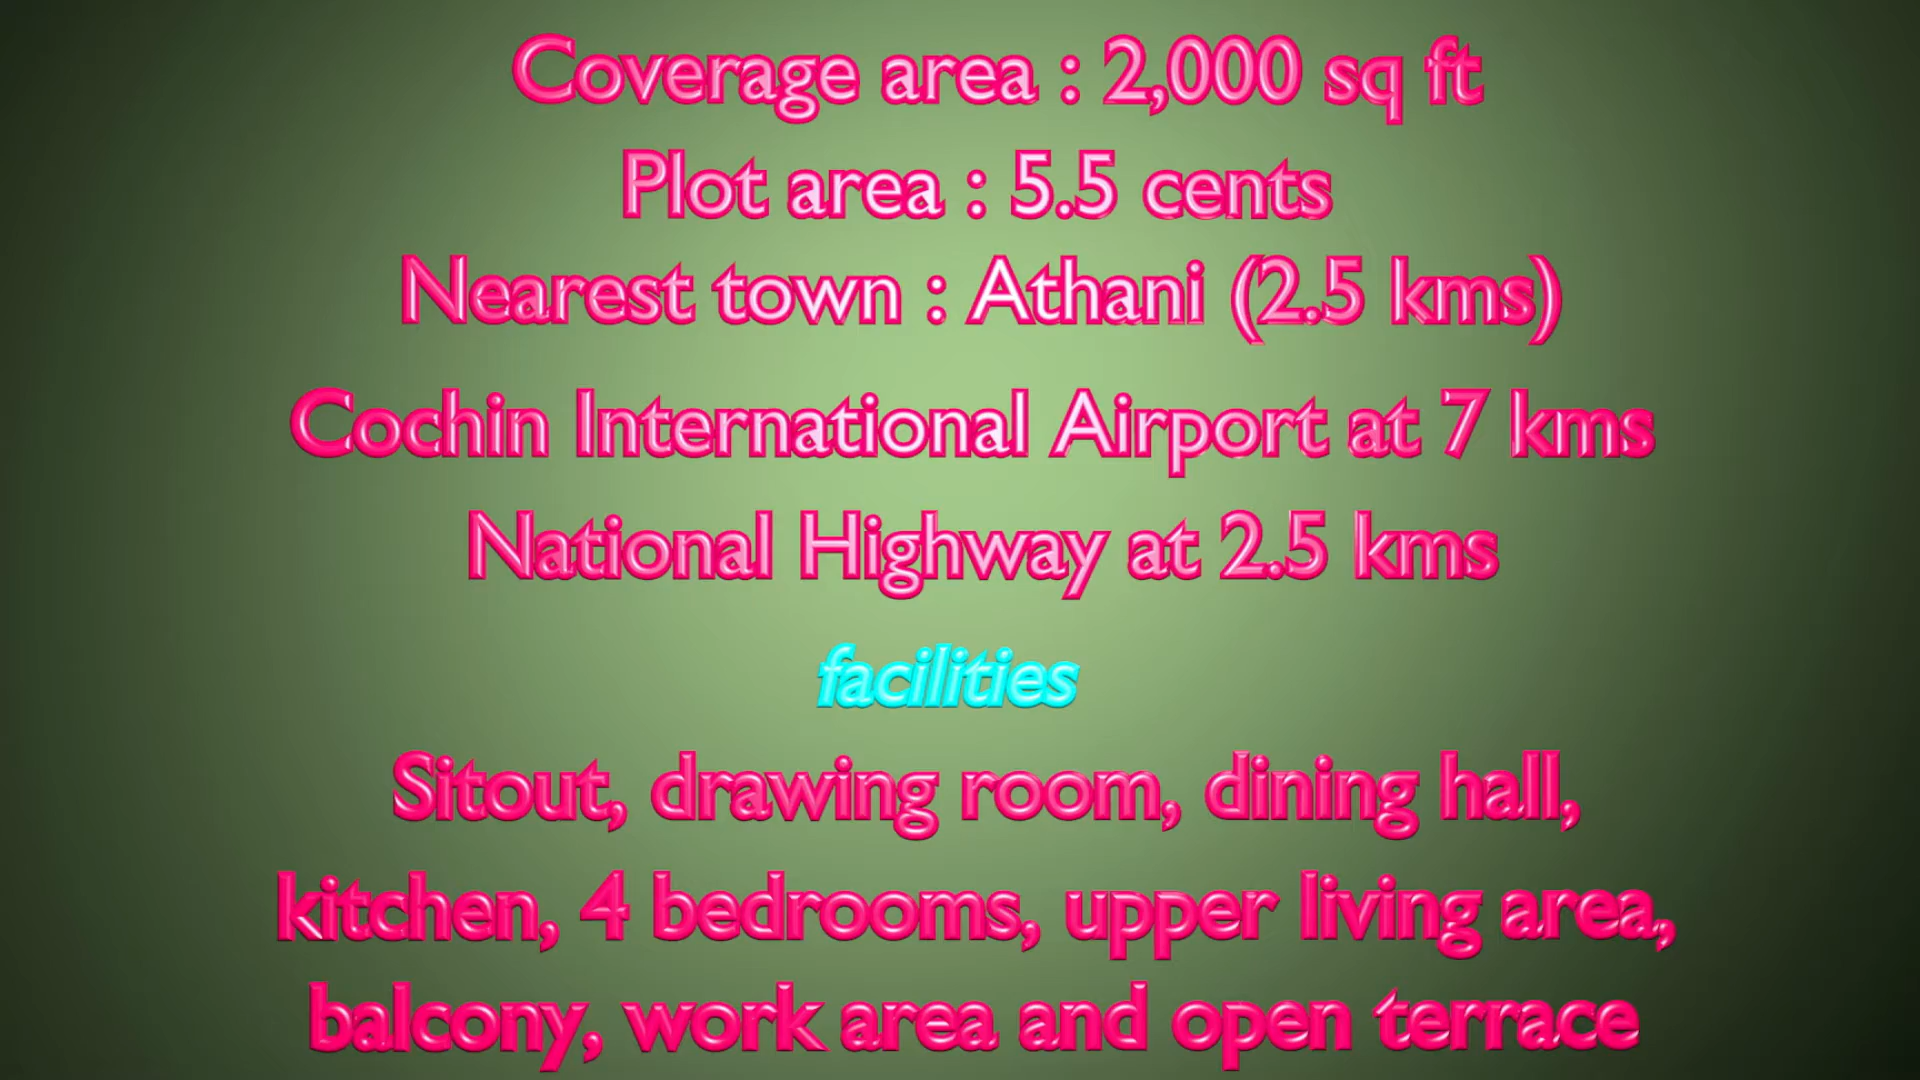 Coverage area : 2,000 sq ft
Plot area : 5.5 cents
Nearest town : Athani (2.5 kms)
Cochin International Airport at 7 kms
National Highway at 2.5 kms
facilities
Sitout, drawing room, dining hall,
kitchen, 4 bedrooms, upper living area,
balcony, work area and open terrace